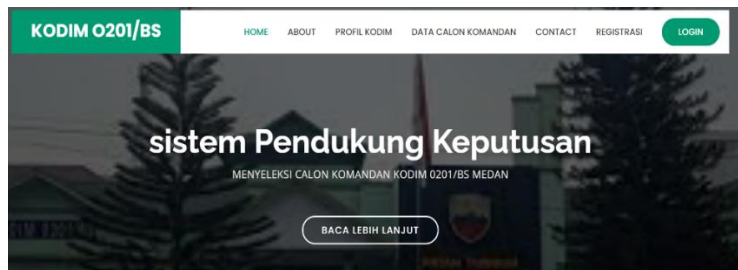 KODIM O201/BS
HOME ABOUT PROFIL KODIM DATA CALON KOMANDAN CONTACT REGISTRASI LOGIN
sistem Pendukung Keputusan
MENYELEKSI CALON KOMANDAN KODIM 0201/BS MEDAN
BACA LEBIH LANJUT